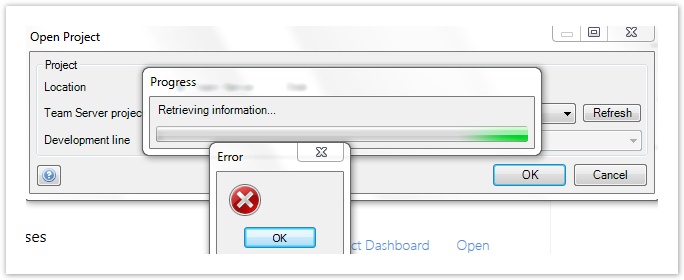 Open Project
Project
Location
Progress
Retrieving information...
Team Server projec
Refresh
Development line
Error
OK
Cancel
OK
ses
ct Dashboard
Open